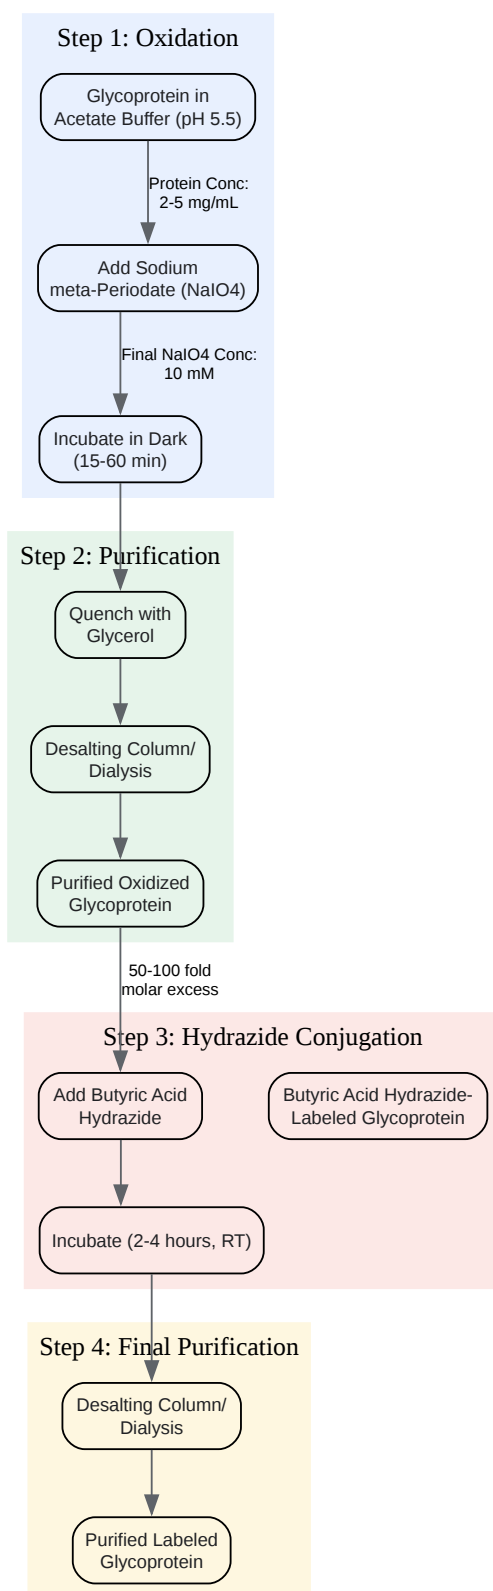 Step 1: Oxidation
Glycoprotein in
Acetate Buffer (pH 5.5)
Protein Conc:
2-5 mg/mL
Add Sodium
meta-Periodate (NaIO4)
Final NaIO4 Conc:
10 mM
Incubate in Dark
(15-60 min)
Step 2: Purification
Quench with
Glycerol
Desalting Column/
Dialysis
Purified Oxidized
Glycoprotein
50-100 fold
molar excess
Step 3: Hydrazide Conjugation
Add Butyric Acid
Hydrazide
Butyric Acid Hydrazide-
Labeled Glycoprotein
Incubate (2-4 hours, RT)
Step 4: Final Purification
Desalting Column/
Dialysis
Purified Labeled
Glycoprotein